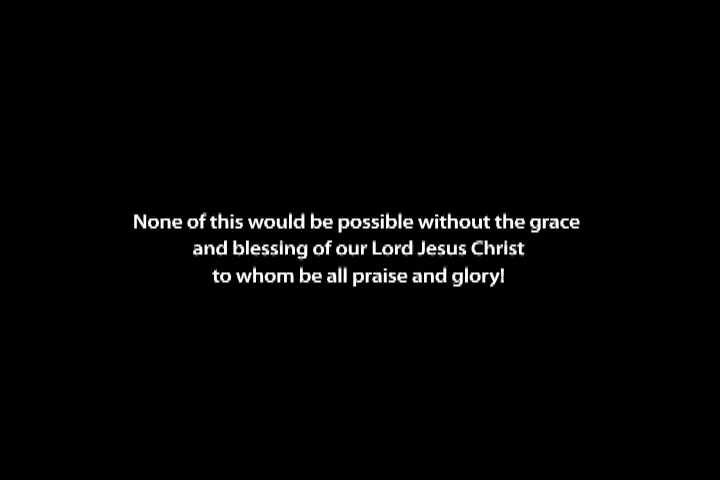 None of this would be possible without the grace
and blessing of our Lord Jesus Christ
to whom be all praise and glory!